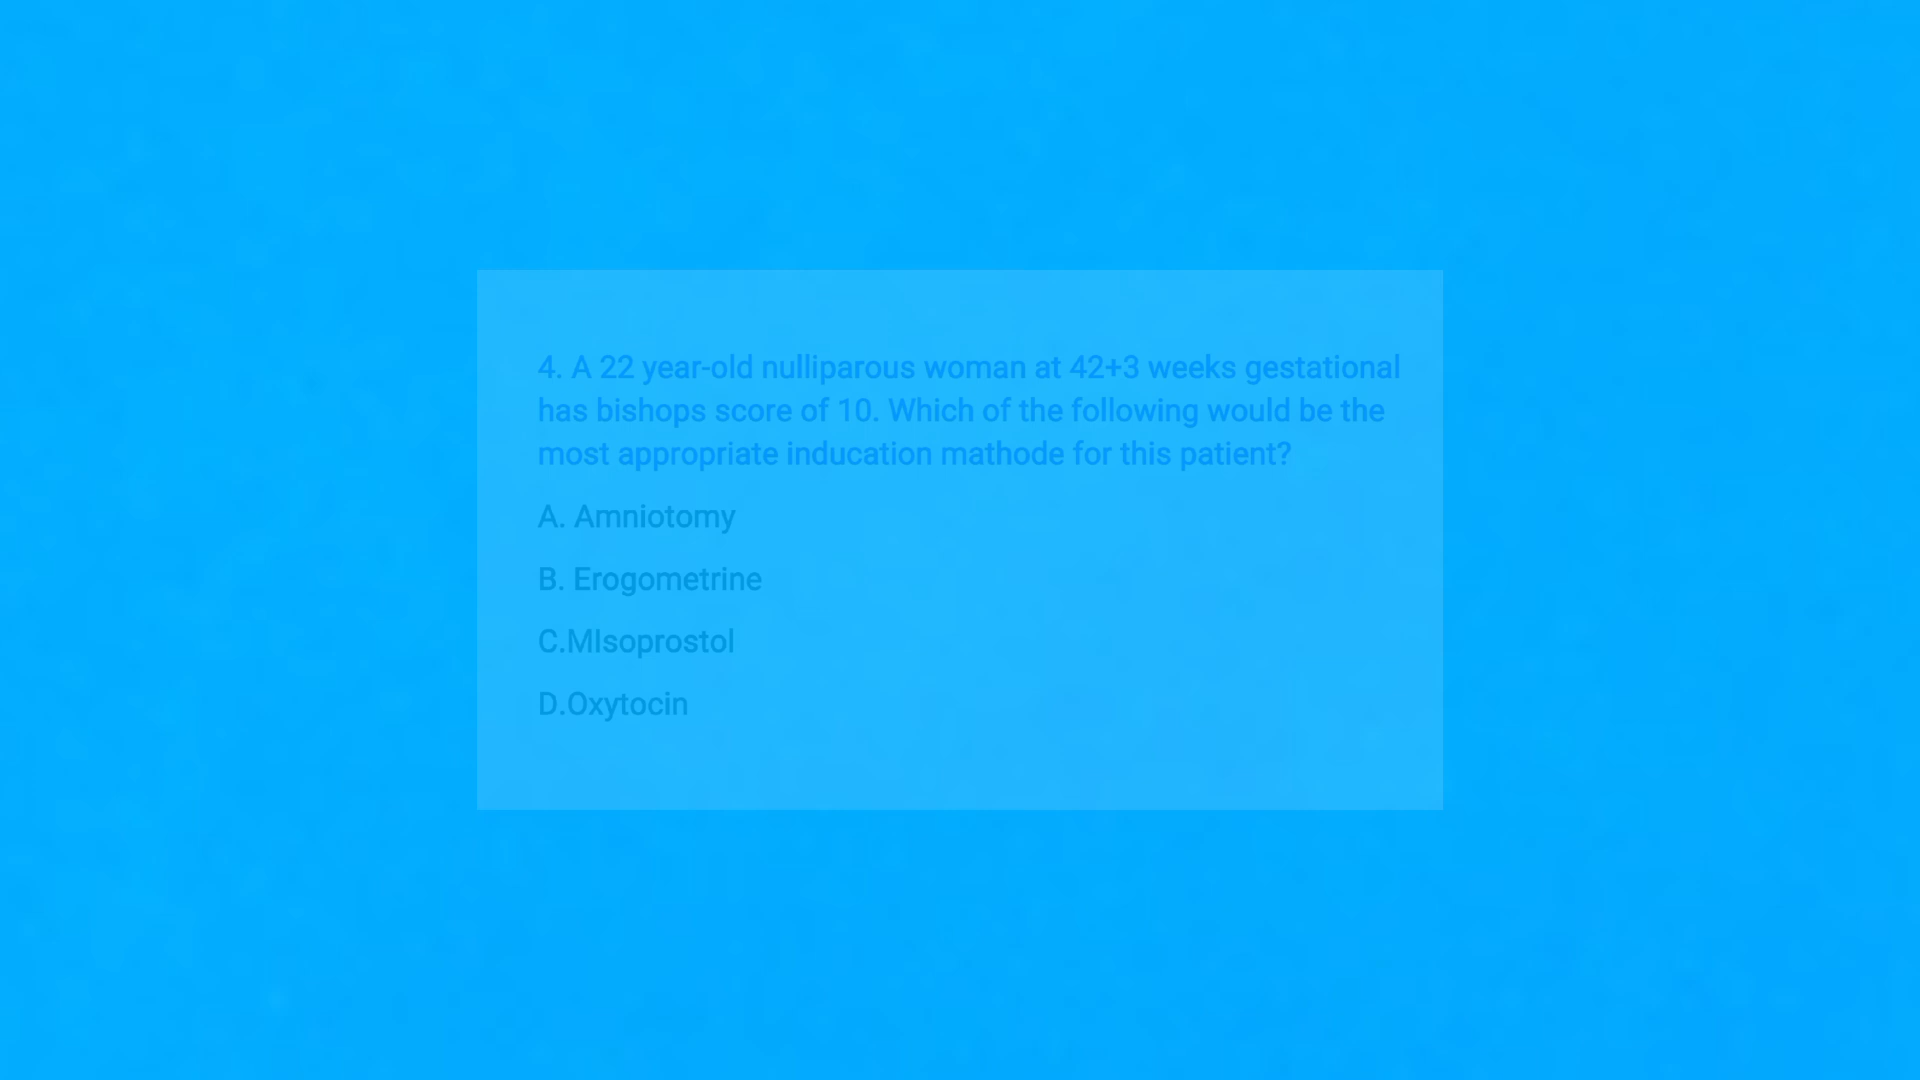 4. A 22 year-old nulliparous woman at 42+3 weeks gestational
has bishops score of 10. Which of the following would be the
most appropriate inducation mathode for this patient?
A. Amniotomy
B. Erogometrine
C.MIsoprostol
D.Oxytocin